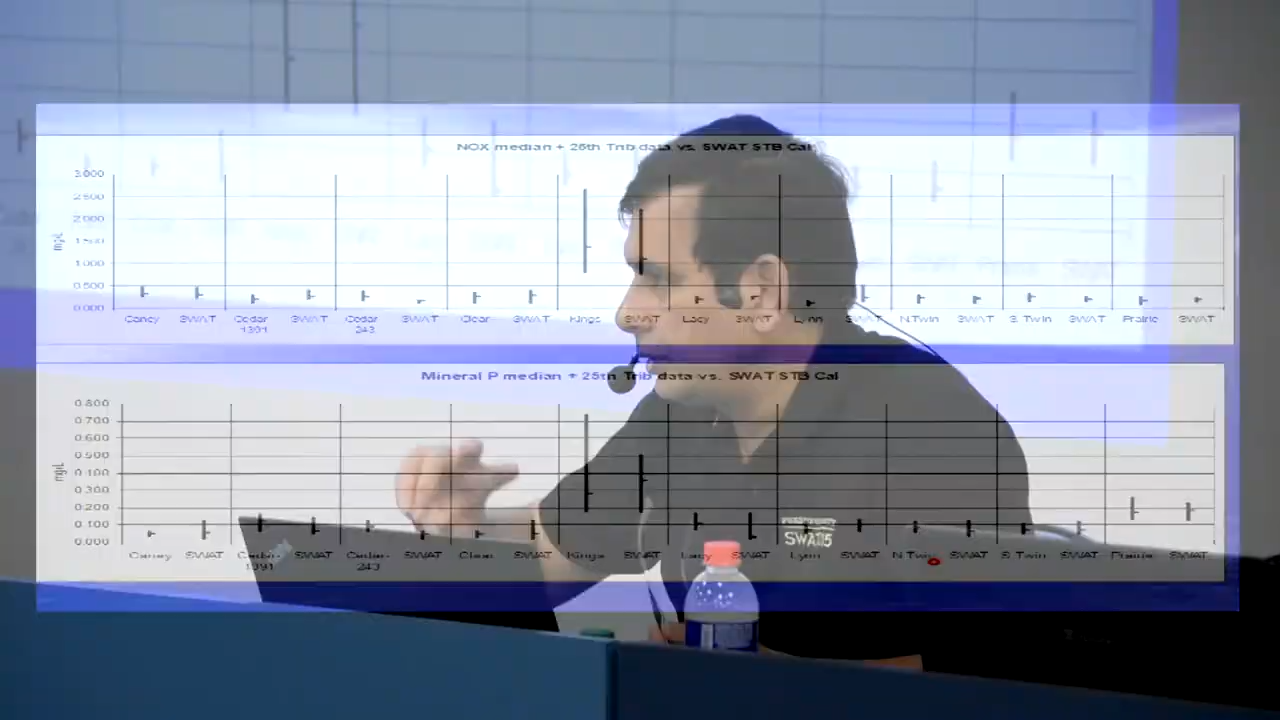 NOX median + 25th Trib data vs. SWAT STB Cal
3.000
2.500
2.000
1.500
1.000
0.500
0.000
mg/L
Caney SWAT Cedar- SWAT Cedar- SWAT Clear SWAT Kings SWAT Lacy SWAT Lynn SWAT N.Twin SWAT S.Twin SWAT Prairie SWAT
1391 243
Mineral P median + 25th Trib data vs. SWAT STB Cal
0.800
0.700
0.600
0.500
0.400
0.300
0.200
0.100
0.000
mg/L
Caney SWAT Cedar- SWAT Cedar- SWAT Clear SWAT Kings SWAT Lacy SWAT Lynn SWAT N.Twin SWAT S.Twin SWAT Prairie SWAT
1391 243
SWAT